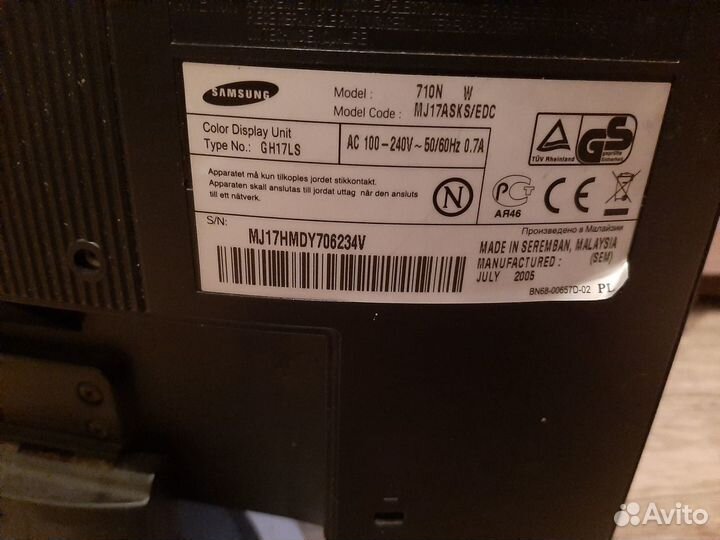 SAMSUNG
Model : 710N W
Model Code : MJ17ASKS/EDC
Color Display Unit
Type No.: GH17LS
AC 100-240V~ 50/60Hz 0.7A
TÜV Rheinland
GS
geprüfte
Sicherheit
Apparatet må kun tilkoples jordet stikkontakt.
Apparaten skall anslutas till jordat uttag när den ansluts
till ett nätverk.
N
АЯ46
CE
S/N:
MJ17HMDY706234V
Произведено в Малайзии
MADE IN SEREMBAN, MALAYSIA
MANUFACTURED : (SEM)
JULY 2005
BN68-00657D-02 PL
Avito